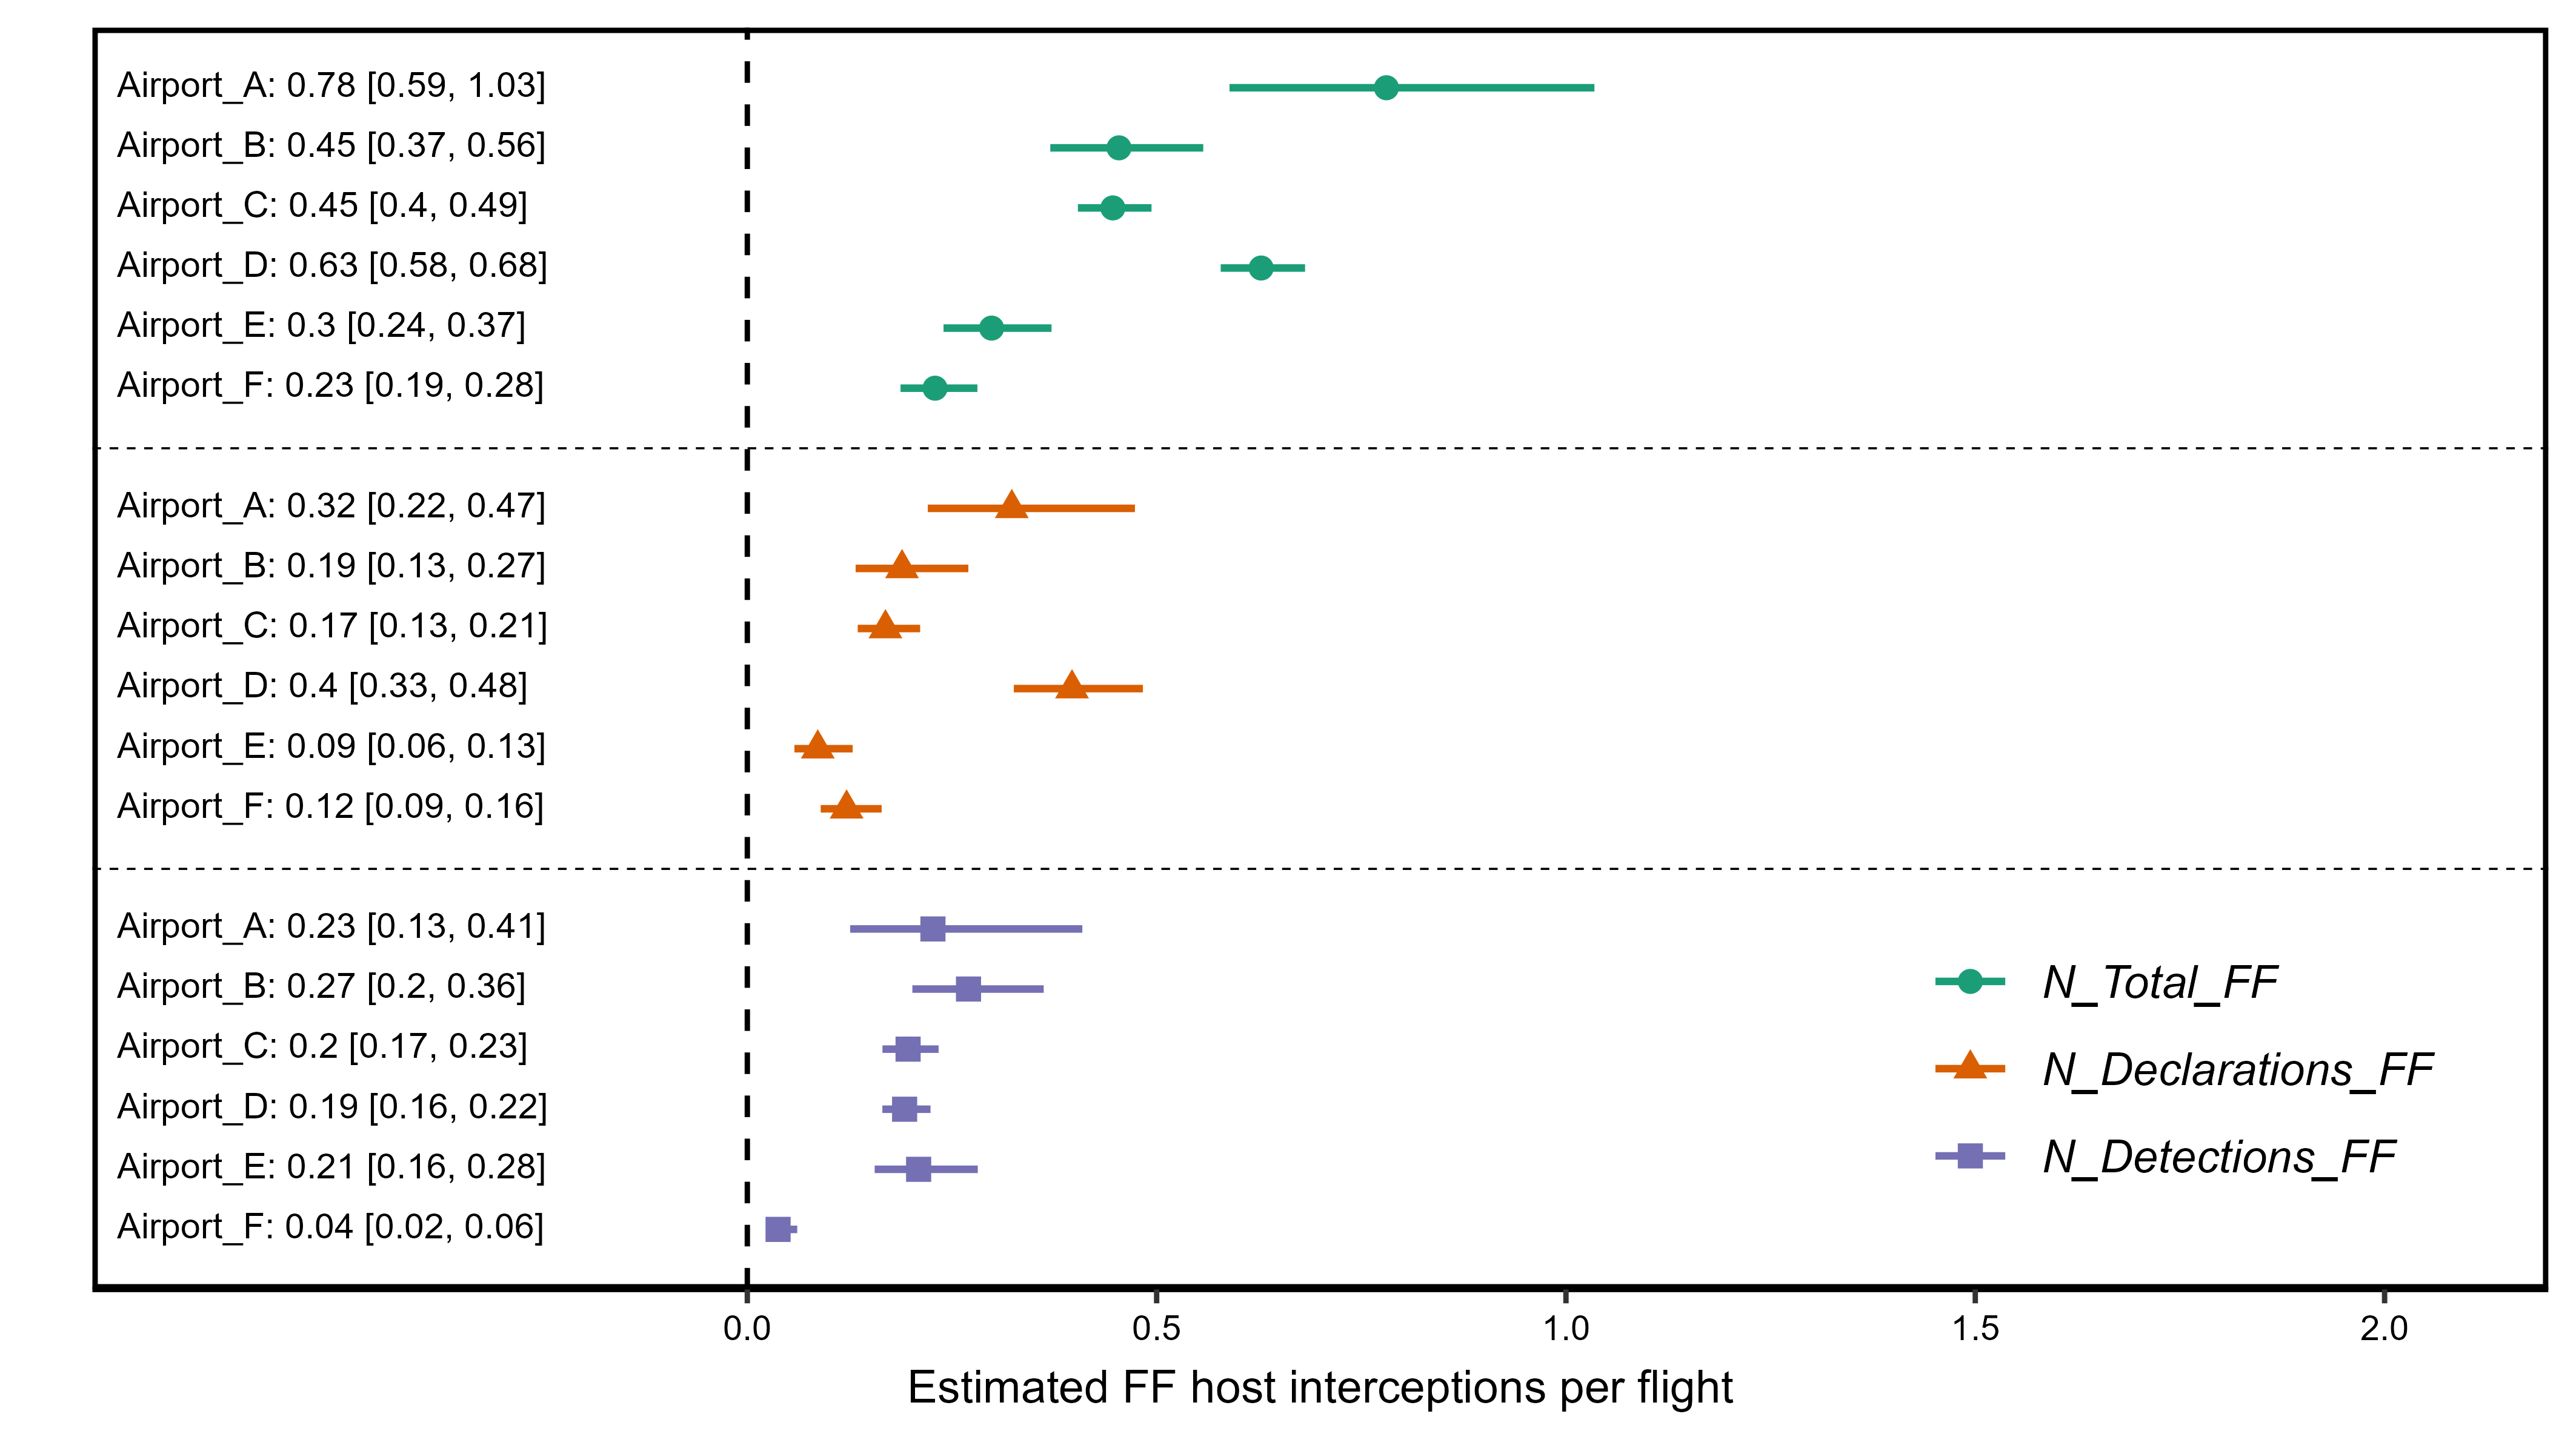 Airport_A: 0.78 [0.59, 1.03]
Airport_B: 0.45 [0.37, 0.56]
Airport_C: 0.45 [0.4, 0.49]
Airport_D: 0.63 [0.58, 0.68]
Airport_E: 0.3 [0.24, 0.37]
Airport_F: 0.23 [0.19, 0.28]
Airport_A: 0.32 [0.22, 0.47]
Airport_B: 0.19 [0.13, 0.27]
Airport_C: 0.17 [0.13, 0.21]
Airport_D: 0.4 [0.33, 0.48]
Airport_E: 0.09 [0.06, 0.13]
Airport_F: 0.12 [0.09, 0.16]
Airport_A: 0.23 [0.13, 0.41]
Airport_B: 0.27 [0.2, 0.36]
Airport_C: 0.2 [0.17, 0.23]
Airport_D: 0.19 [0.16, 0.22]
Airport_E: 0.21 [0.16, 0.28]
Airport_F: 0.04 [0.02, 0.06]
N_Total_FF
N_Declarations_FF
N_Detections_FF
0.0 0.5 1.0 1.5 2.0
Estimated FF host interceptions per flight